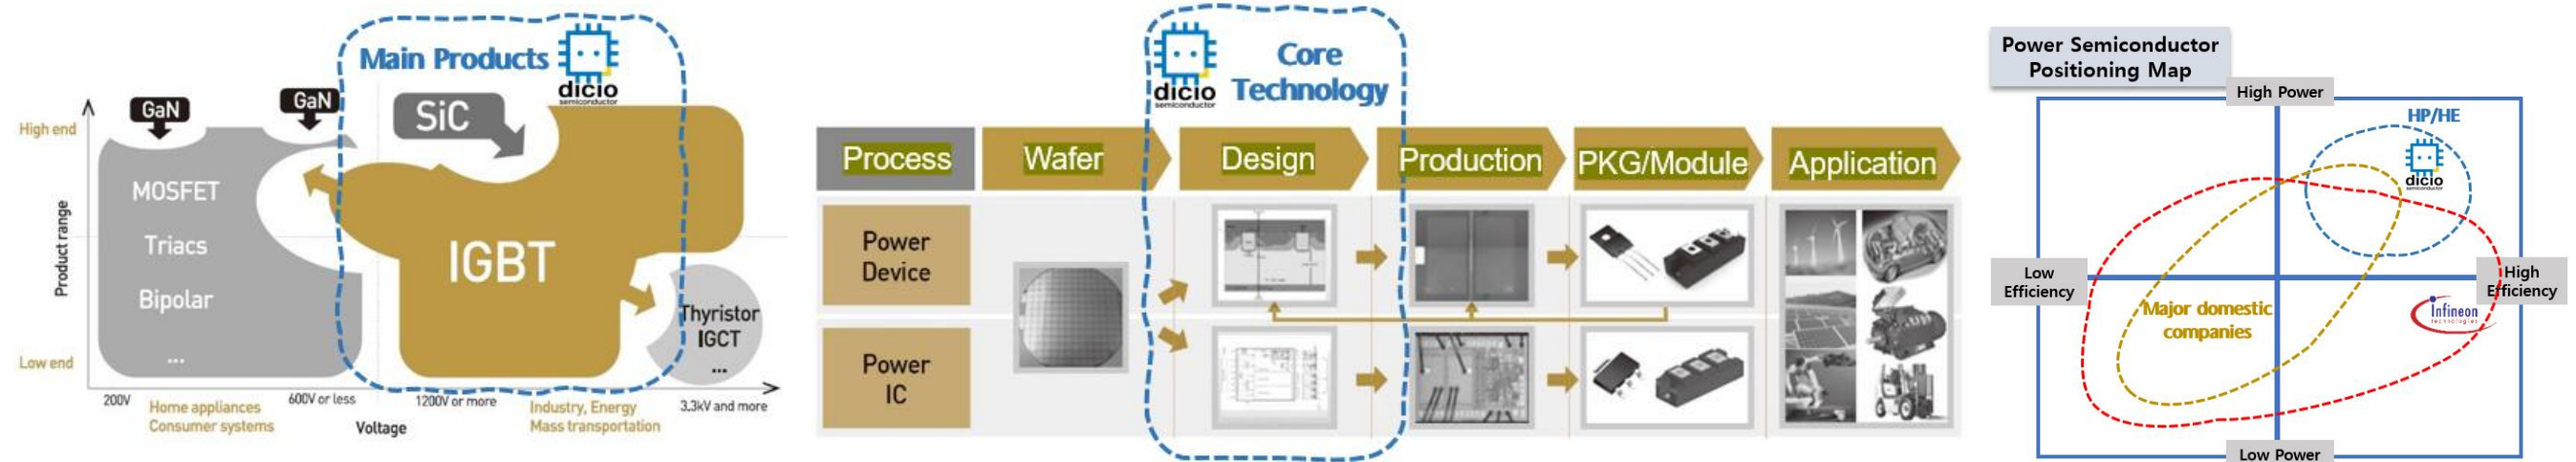 Main Products
dicio
semiconductor
GaN
GaN
SiC
High end
MOSFET
Triacs
Bipolar
...
IGBT
Product range
Thyristor
IGCT
...
Low end
200V
600V or less
1200V or more
3.3kV and more
Home appliances
Consumer systems
Voltage
Industry, Energy
Mass transportation
dicio
semiconductor
Core
Technology
Process
Wafer
Design
Production
PKG/Module
Application
Power
Device
Power
IC
Power Semiconductor
Positioning Map
High Power
HP/HE
dicio
semiconductor
Low
Efficiency
High
Efficiency
Major domestic
companies
Infineon
technologies
Low Power